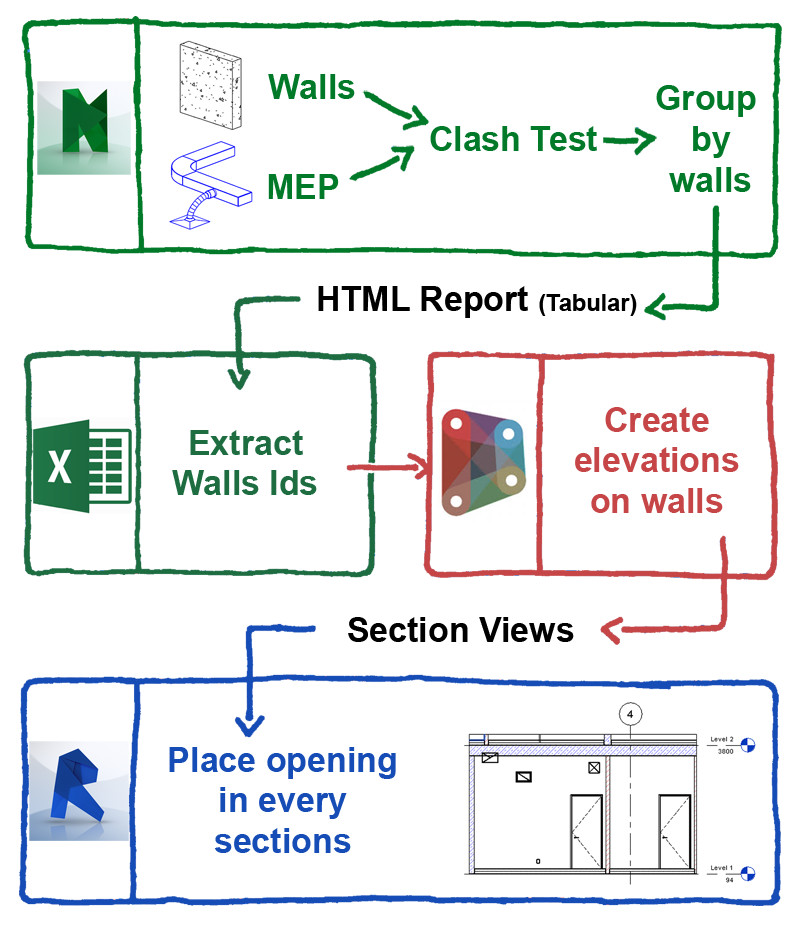 Walls
MEP
Clash Test
Group
by
walls
HTML Report (Tabular)
X
Extract
Walls Ids
Create
elevations
on walls
Section Views
Place opening
in every
sections
4
Level 2
3800
Level 1
94